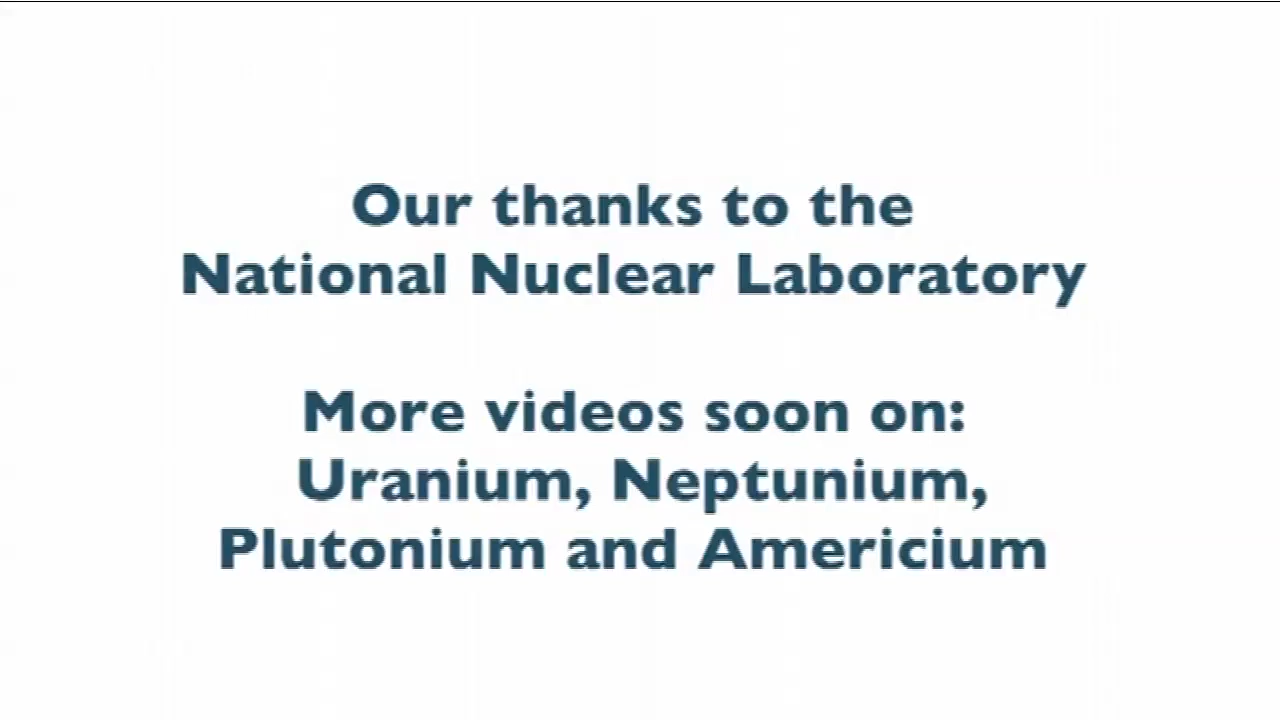 Our thanks to the
National Nuclear Laboratory
More videos soon on:
Uranium, Neptunium,
Plutonium and Americium